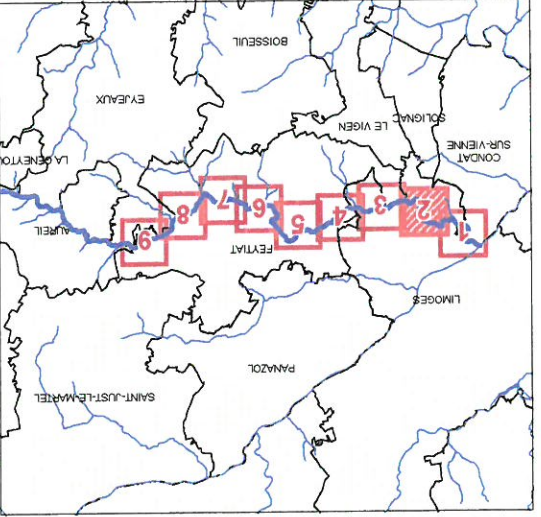 SAINT-JUST-LE-MARTEL
PANAZOL
LIMOGES
FEYTIAT
AUREIL
1
2
3
4
5
6
7
8
9
CONDAT
SUR-VIENNE
SOLIGNAC
LE VIGEN
LA GENEYTOU
EYJEAUX
BOISSEUIL